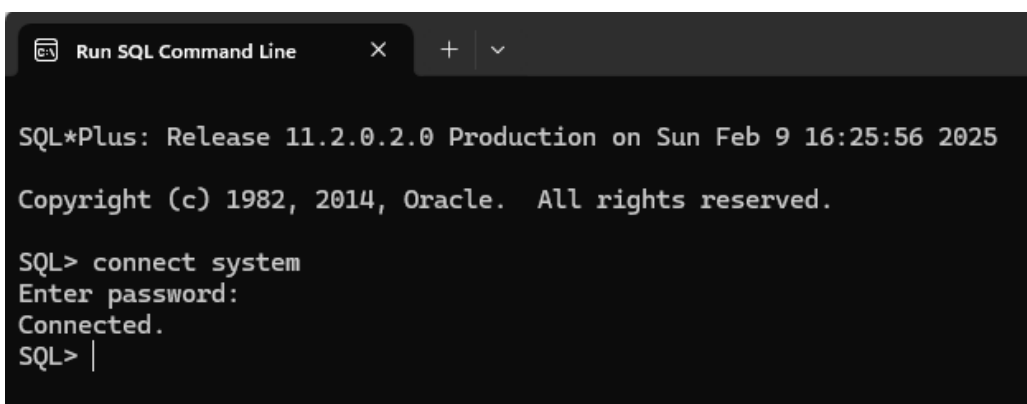 Run SQL Command Line
SQL*Plus: Release 11.2.0.2.0 Production on Sun Feb 9 16:25:56 2025
Copyright (c) 1982, 2014, Oracle.  All rights reserved.
SQL> connect system
Enter password:
Connected.
SQL>